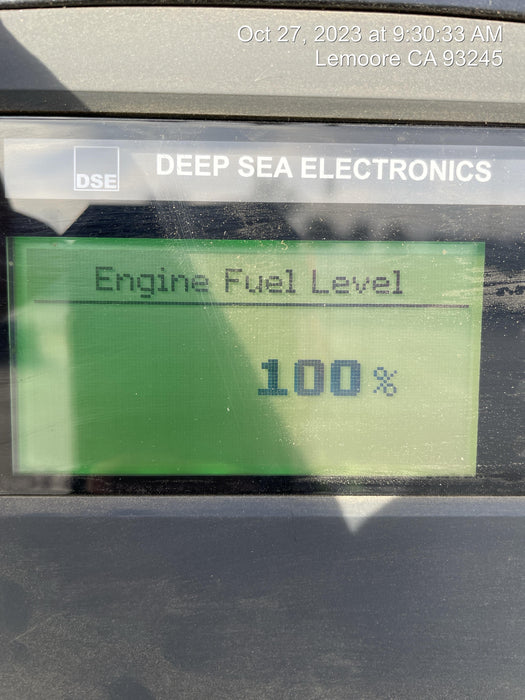 Oct 27, 2023 at 9:30:33 AM
Lemoore CA 93245
DSE
DEEP SEA ELECTRONICS
Engine Fuel Level
100 %